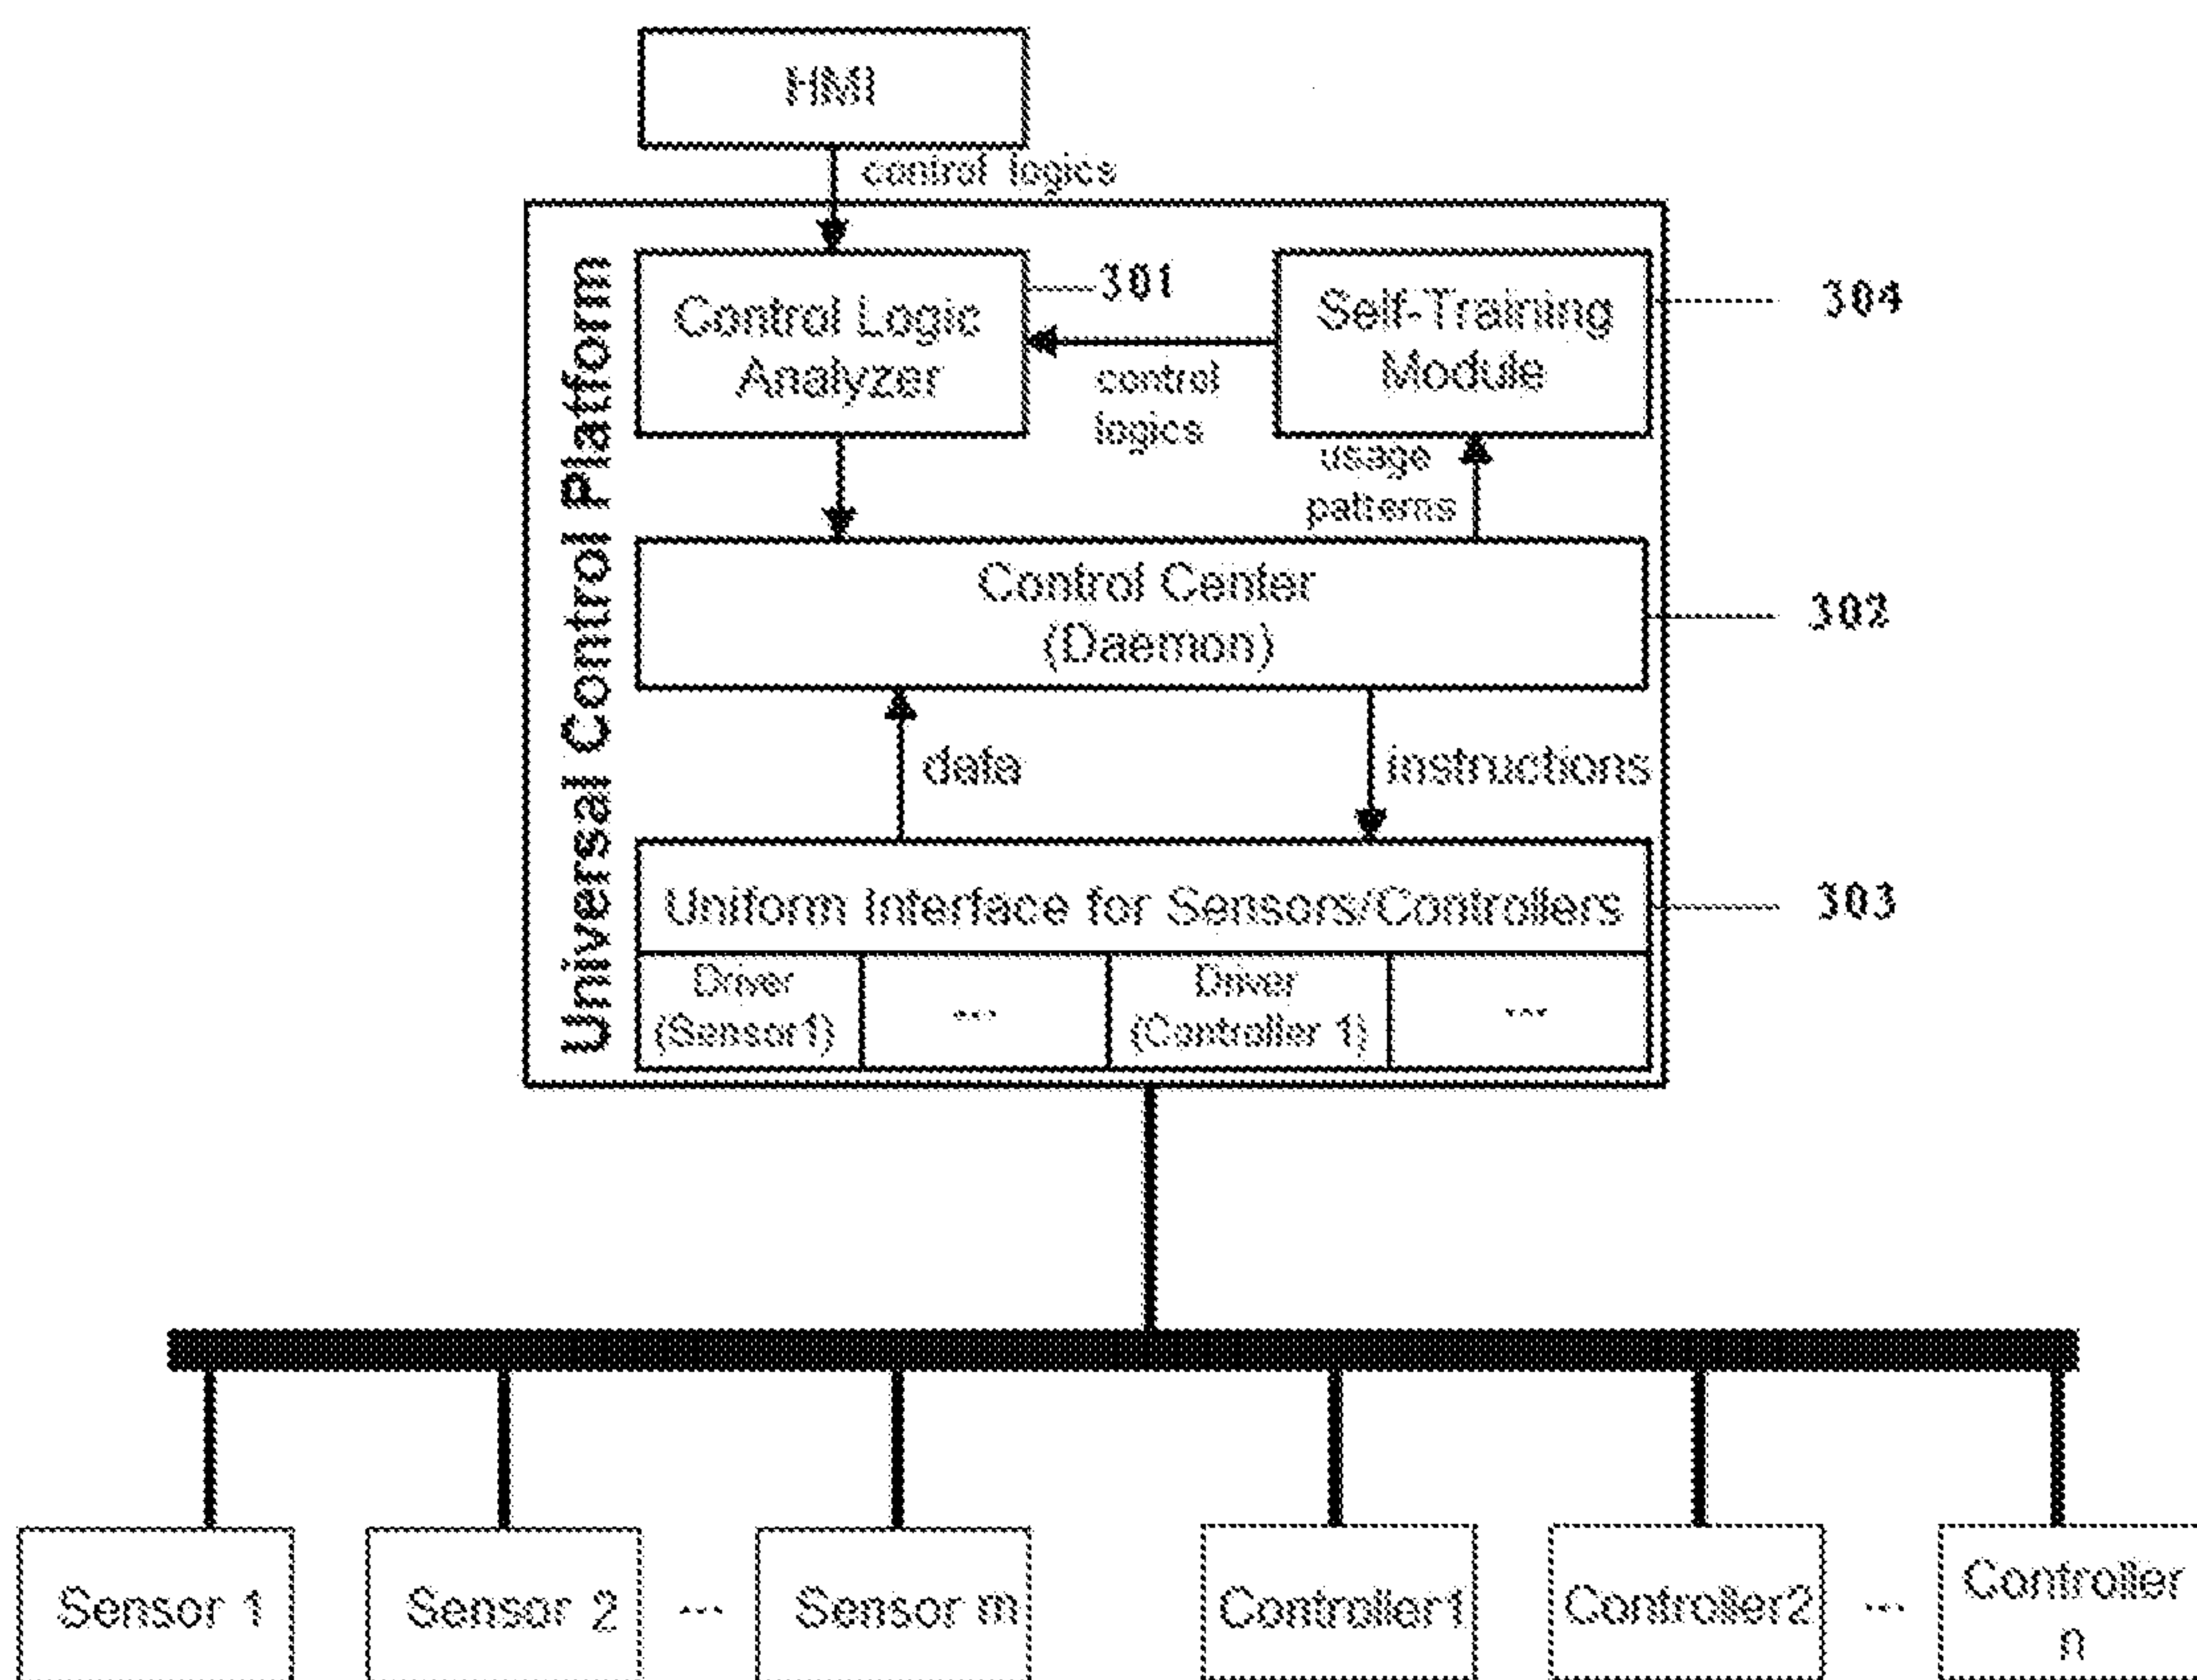 HMI
control logics
Universal Control Platform
Control Logic
Analyzer
301
Self-Training
Module
304
control
logics
usage
patterns
Control Center
(Daemon)
302
data
instructions
Uniform Interface for Sensors/Controllers
303
Driver
(Sensor1)
...
Driver
(Controller 1)
...
Sensor 1
Sensor 2
...
Sensor m
Controller1
Controller2
...
Controller
n